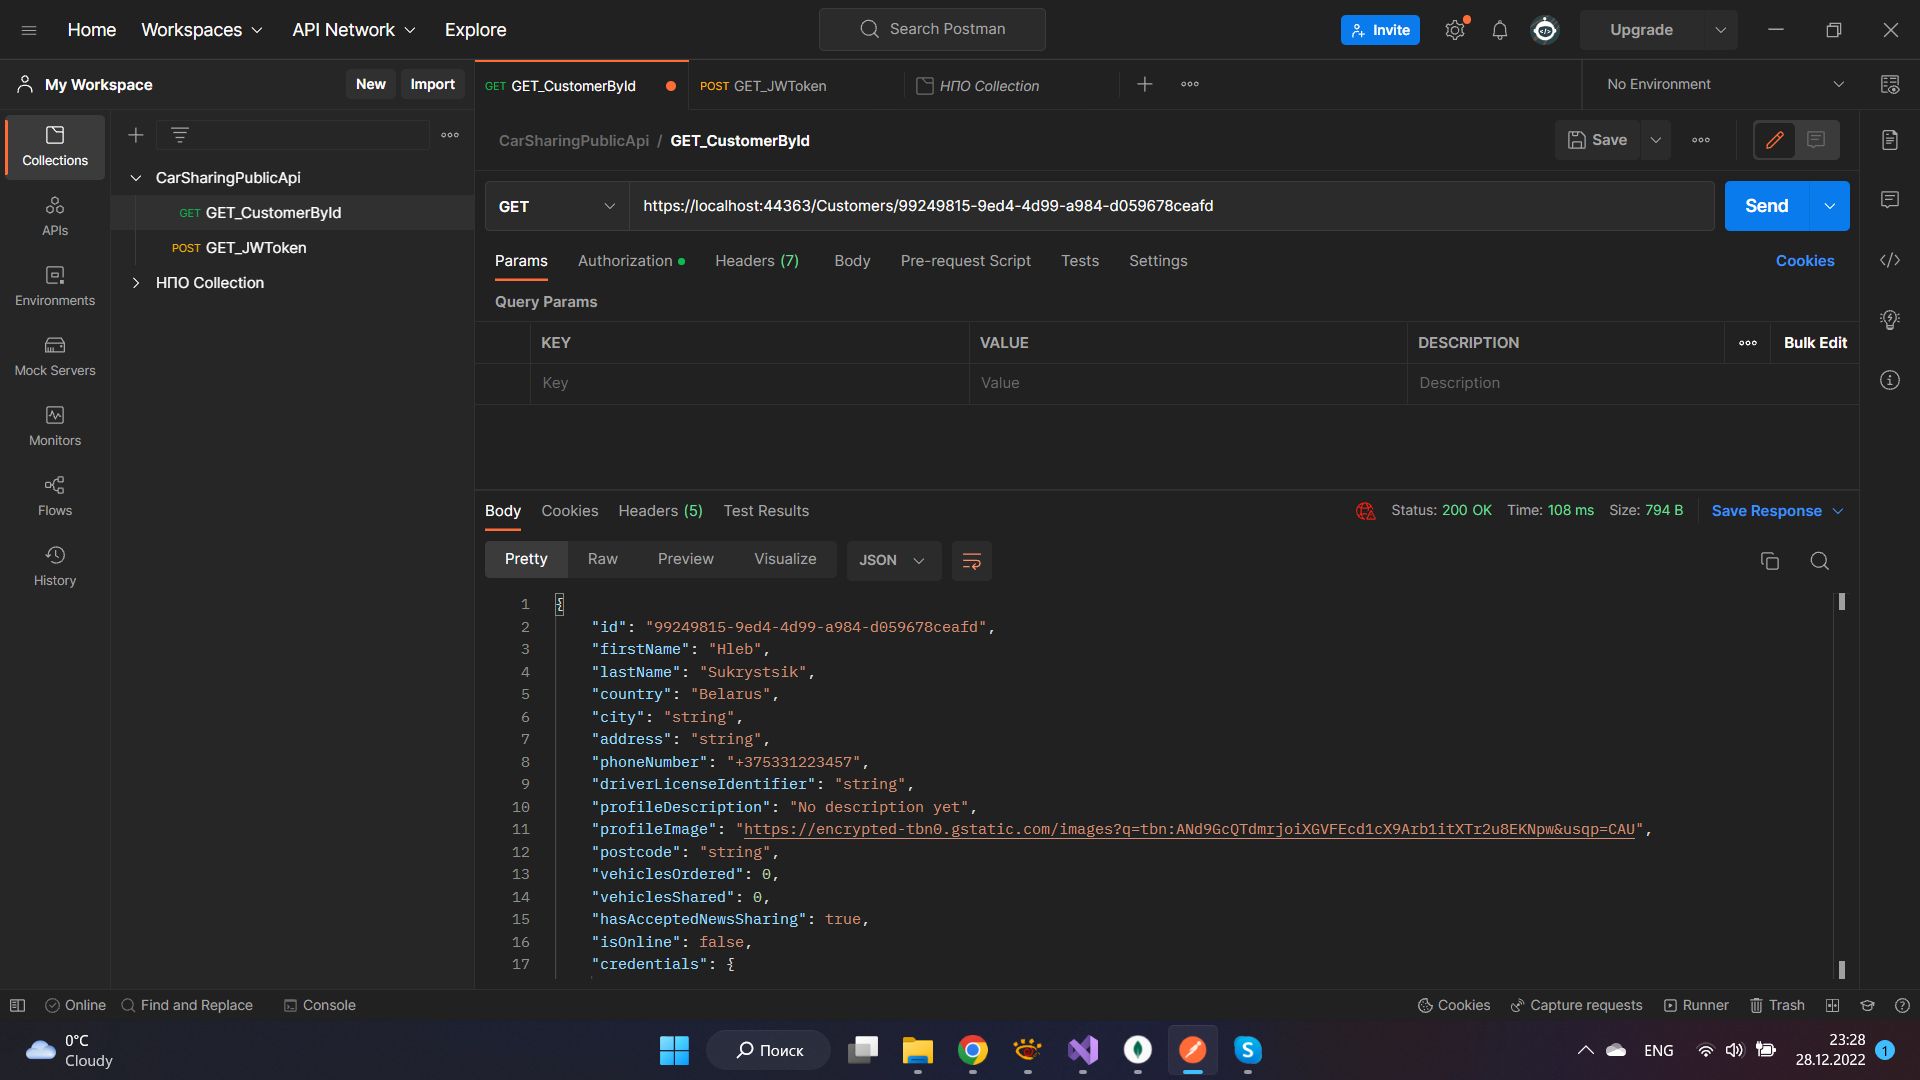 Home Workspaces API Network Explore Search Postman Invite Upgrade
My Workspace New Import GET GET_CustomerById POST GET_JWToken НПО Collection No Environment
Collections
APIs
Environments
Mock Servers
Monitors
Flows
History
CarSharingPublicApi
GET GET_CustomerById
POST GET_JWToken
НПО Collection
CarSharingPublicApi / GET_CustomerById Save
GET https://localhost:44363/Customers/99249815-9ed4-4d99-a984-d059678ceafd Send
Params Authorization Headers (7) Body Pre-request Script Tests Settings Cookies
Query Params
KEY VALUE DESCRIPTION Bulk Edit
Key Value Description
Body Cookies Headers (5) Test Results Status: 200 OK Time: 108 ms Size: 794 B Save Response
Pretty Raw Preview Visualize JSON
1 {
2 "id": "99249815-9ed4-4d99-a984-d059678ceafd",
3 "firstName": "Hleb",
4 "lastName": "Sukrystsik",
5 "country": "Belarus",
6 "city": "string",
7 "address": "string",
8 "phoneNumber": "+375331223457",
9 "driverLicenseIdentifier": "string",
10 "profileDescription": "No description yet",
11 "profileImage": "https://encrypted-tbn0.gstatic.com/images?q=tbn:ANd9GcQTdmrjoiXGVFEcd1cX9Arb1itXTr2u8EKNpw&usqp=CAU",
12 "postcode": "string",
13 "vehiclesOrdered": 0,
14 "vehiclesShared": 0,
15 "hasAcceptedNewsSharing": true,
16 "isOnline": false,
17 "credentials": {
Online Find and Replace Console Cookies Capture requests Runner Trash
0°C
Cloudy
Поиск
ENG
23:28
28.12.2022
1